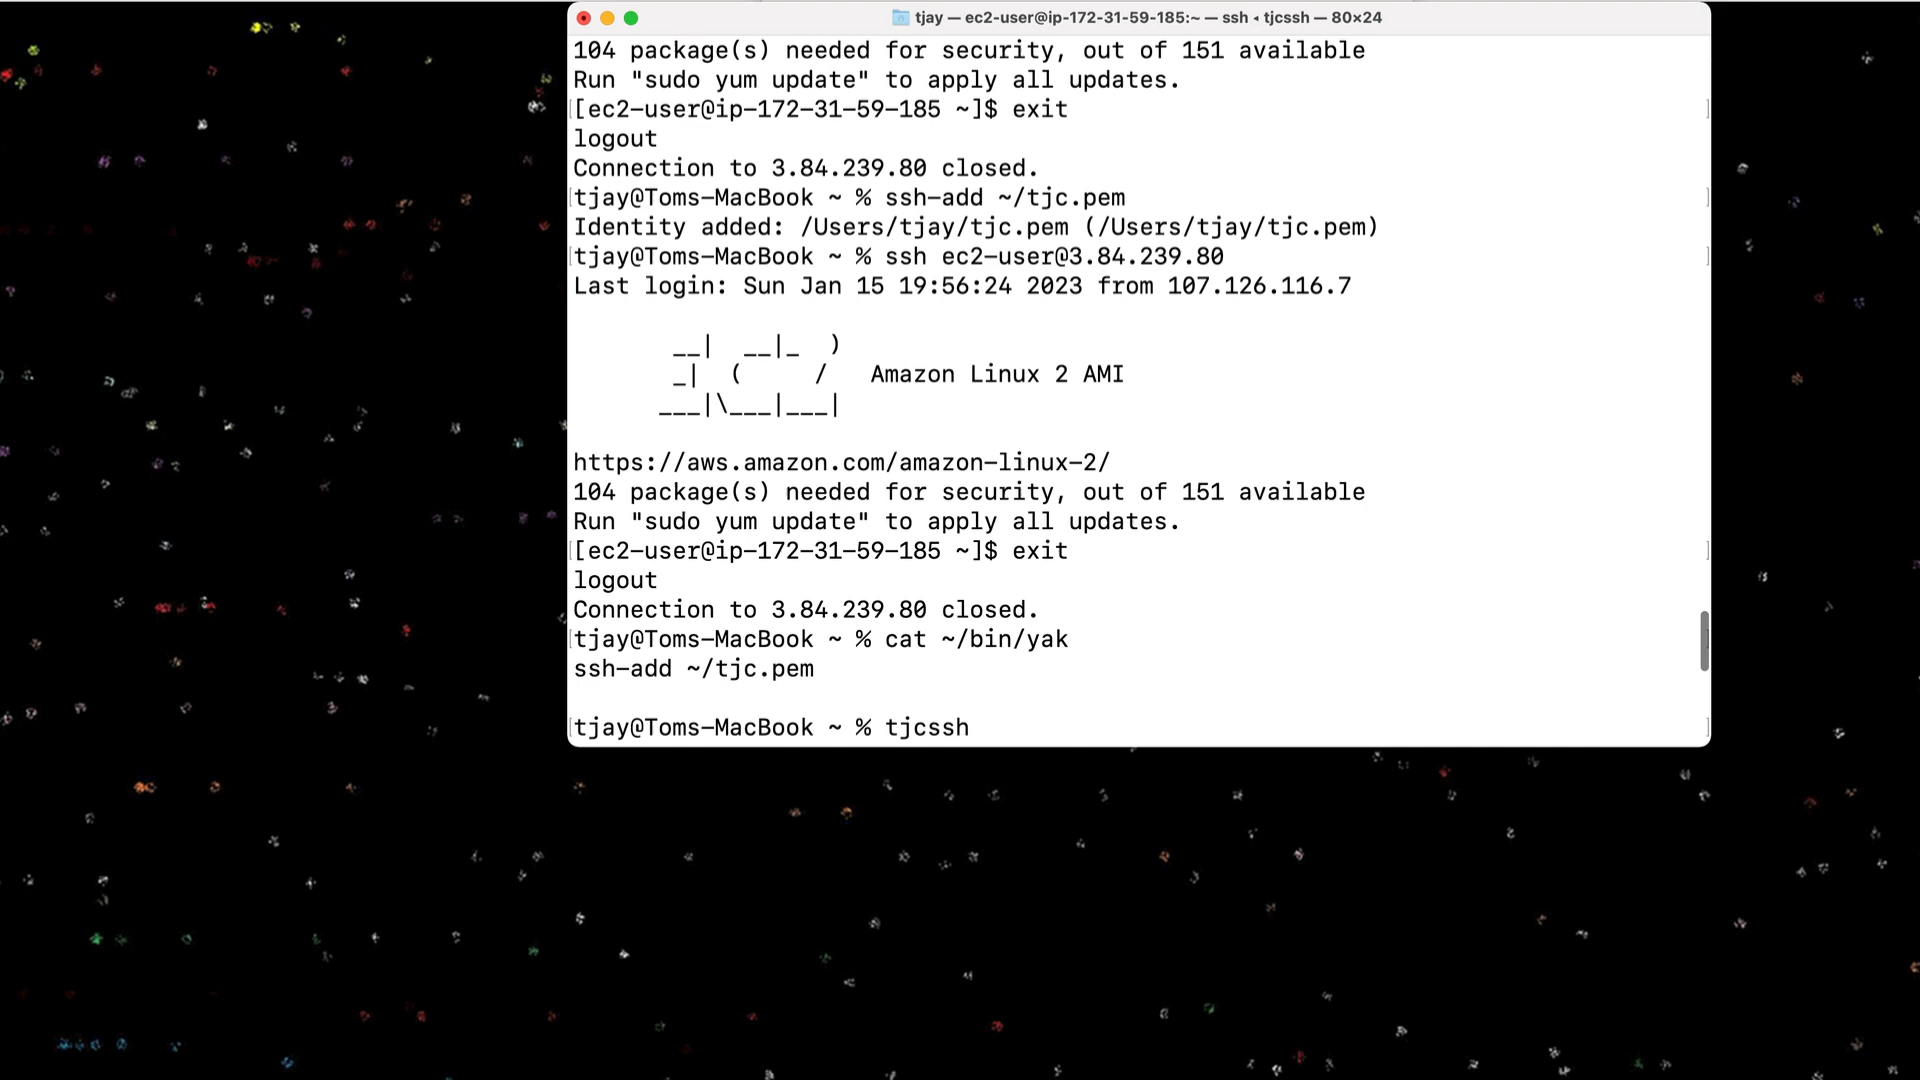 tjay — ec2-user@ip-172-31-59-185:~ — ssh ◂ tjcssh — 80×24
104 package(s) needed for security, out of 151 available
Run "sudo yum update" to apply all updates.
[ec2-user@ip-172-31-59-185 ~]$ exit
logout
Connection to 3.84.239.80 closed.
tjay@Toms-MacBook ~ % ssh-add ~/tjc.pem
Identity added: /Users/tjay/tjc.pem (/Users/tjay/tjc.pem)
tjay@Toms-MacBook ~ % ssh ec2-user@3.84.239.80
Last login: Sun Jan 15 19:56:24 2023 from 107.126.116.7
       __|  __|_  )
       _|  (     /   Amazon Linux 2 AMI
      ___|\___|___|
https://aws.amazon.com/amazon-linux-2/
104 package(s) needed for security, out of 151 available
Run "sudo yum update" to apply all updates.
[ec2-user@ip-172-31-59-185 ~]$ exit
logout
Connection to 3.84.239.80 closed.
tjay@Toms-MacBook ~ % cat ~/bin/yak
ssh-add ~/tjc.pem
tjay@Toms-MacBook ~ % tjcssh